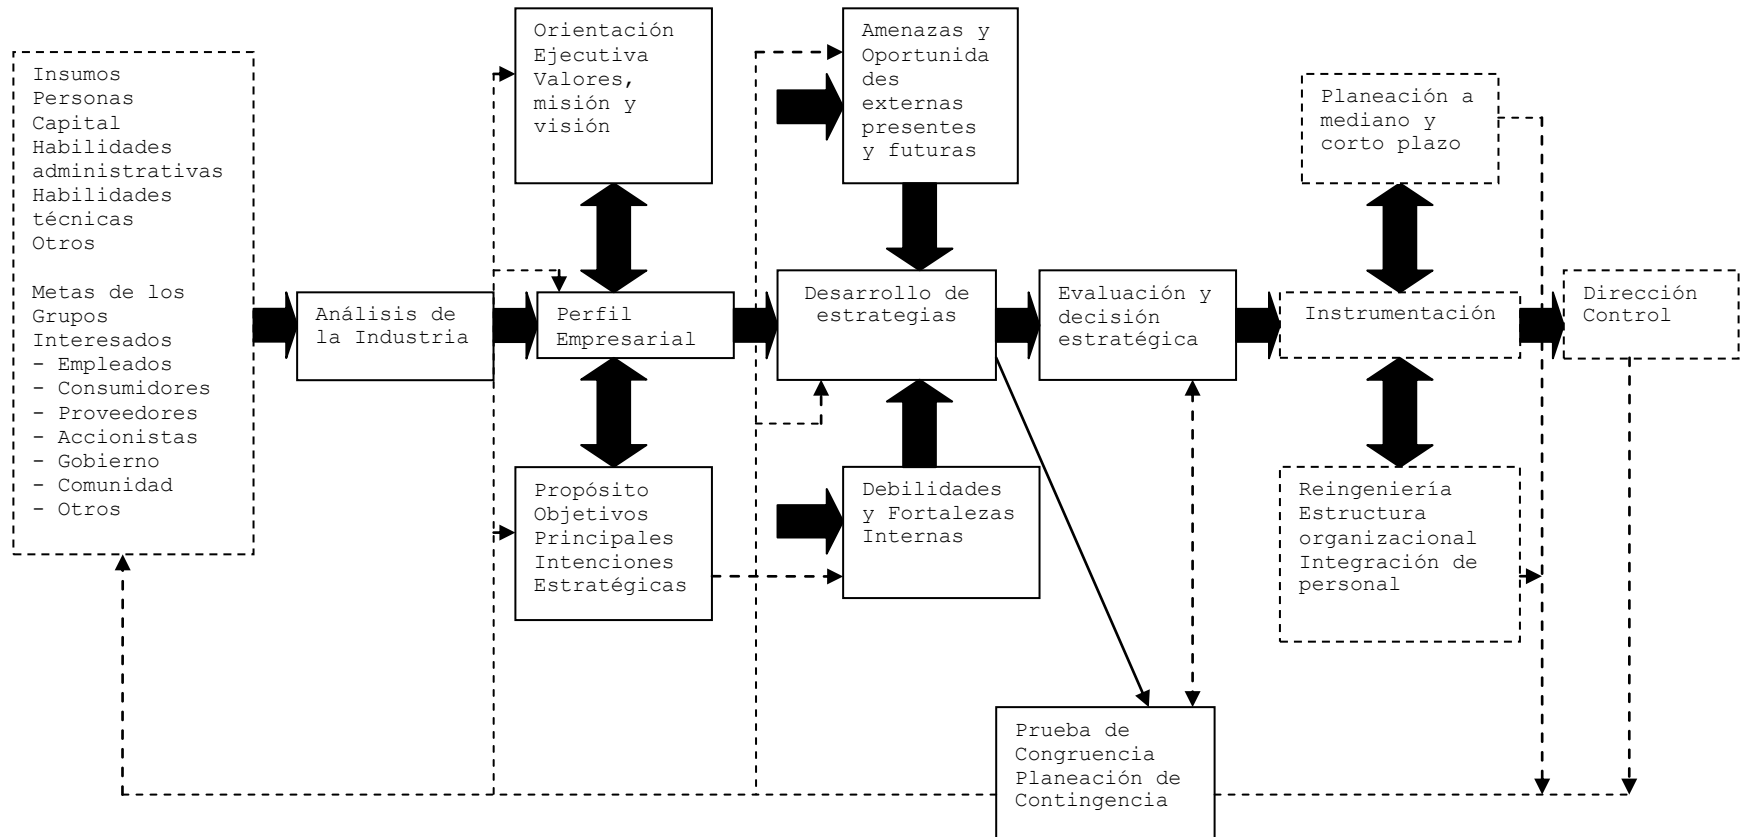 Insumos
Personas
Capital
Habilidades
administrativas
Habilidades
técnicas
Otros
Metas de los
Grupos
Interesados
- Empleados
- Consumidores
- Proveedores
- Accionistas
- Gobierno
- Comunidad
- Otros
Análisis de
la Industria
Orientación
Ejecutiva
Valores,
misión y
visión
Perfil
Empresarial
Propósito
Objetivos
Principales
Intenciones
Estratégicas
Amenazas y
Oportunida
des
externas
presentes
y futuras
Desarrollo de
estrategias
Debilidades
y Fortalezas
Internas
Evaluación y
decisión
estratégica
Prueba de
Congruencia
Planeación de
Contingencia
Planeación a
mediano y
corto plazo
Instrumentación
Reingeniería
Estructura
organizacional
Integración de
personal
Dirección
Control